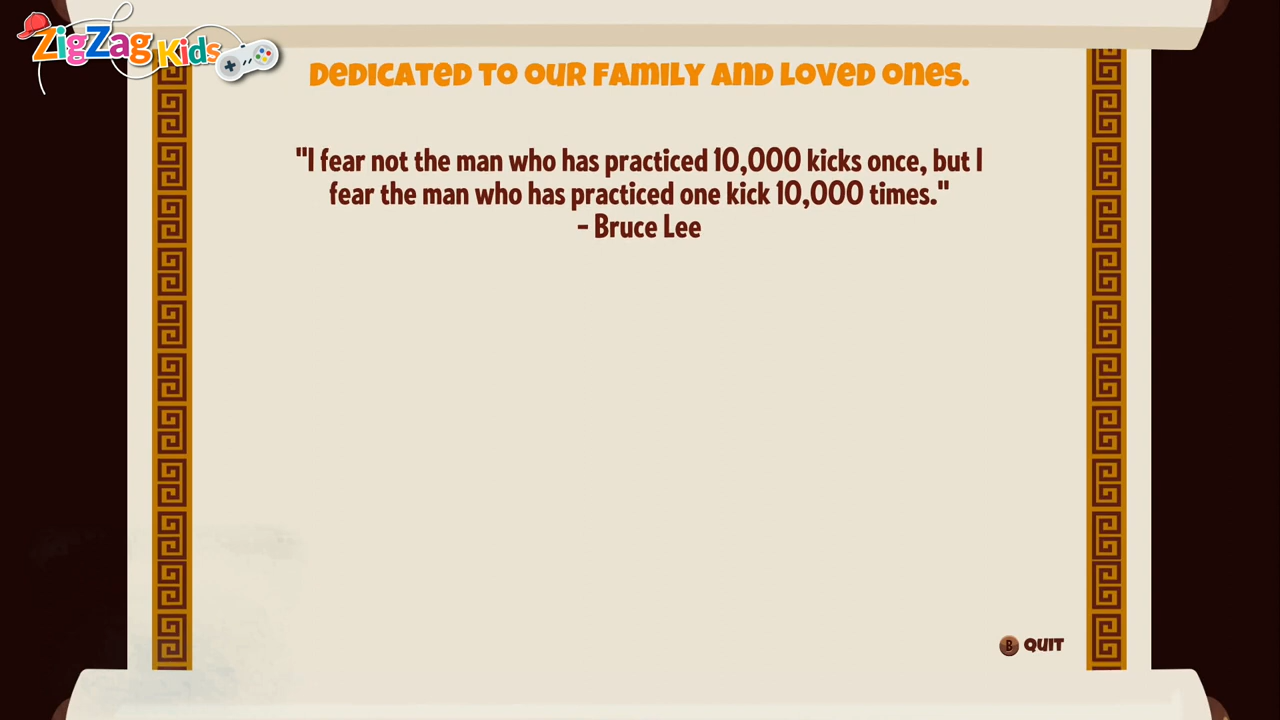 ZigZag Kids
DEDICATED TO OUR FAMILY AND LOVED ONES.
"I fear not the man who has practiced 10,000 kicks once, but I
fear the man who has practiced one kick 10,000 times."
- Bruce Lee
B QUIT